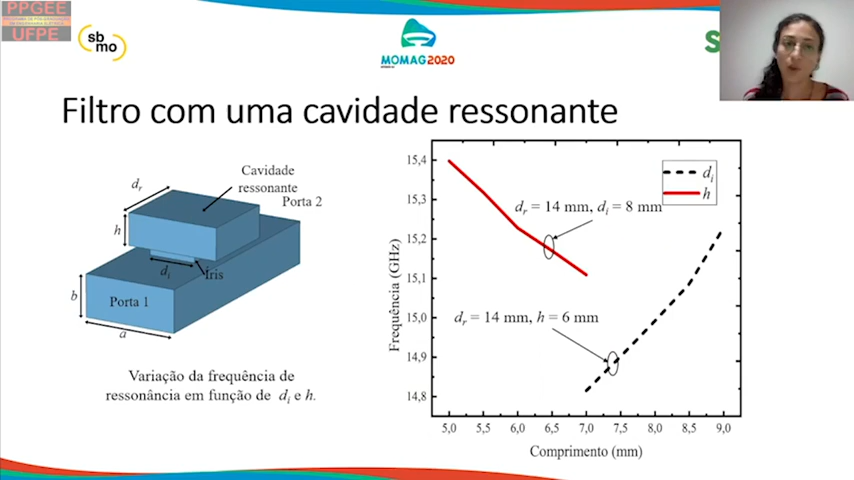 PPGEE
UFPE
sb
mo
MOMAG2020
S
Filtro com uma cavidade ressonante
d_r
Cavidade
ressonante
Porta 2
h
d_i
Íris
b
Porta 1
a
Variação da frequência de
ressonância em função de d_i e h.
Frequência (GHz)
15,4
15,3
15,2
15,1
15,0
14,9
14,8
d_i
h
d_r = 14 mm, d_i = 8 mm
d_r = 14 mm, h = 6 mm
5,0 5,5 6,0 6,5 7,0 7,5 8,0 8,5 9,0
Comprimento (mm)